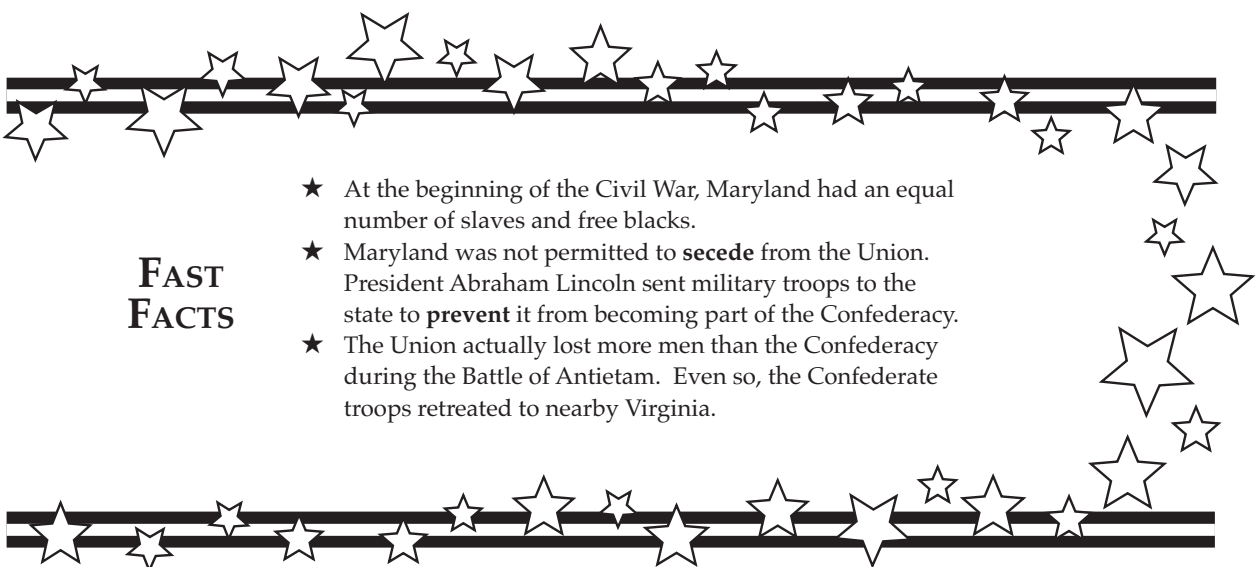 FAST
FACTS
★ At the beginning of the Civil War, Maryland had an equal
number of slaves and free blacks.
★ Maryland was not permitted to secede from the Union.
President Abraham Lincoln sent military troops to the
state to prevent it from becoming part of the Confederacy.
★ The Union actually lost more men than the Confederacy
during the Battle of Antietam.  Even so, the Confederate
troops retreated to nearby Virginia.